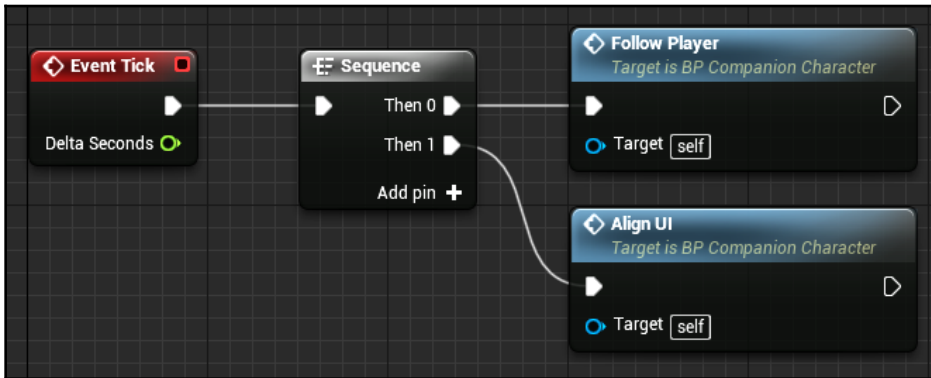 Event Tick
Delta Seconds
Sequence
Then 0
Then 1
Add pin
Follow Player
Target is BP Companion Character
Target self
Align UI
Target is BP Companion Character
Target self